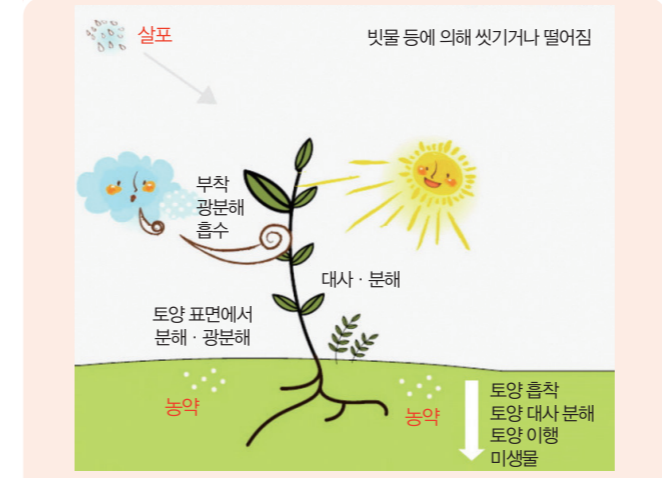 살포
빗물 등에 의해 씻기거나 떨어짐
부착
광분해
흡수
대사 · 분해
토양 표면에서
분해 · 광분해
농약
농약
토양 흡착
토양 대사 분해
토양 이행
미생물